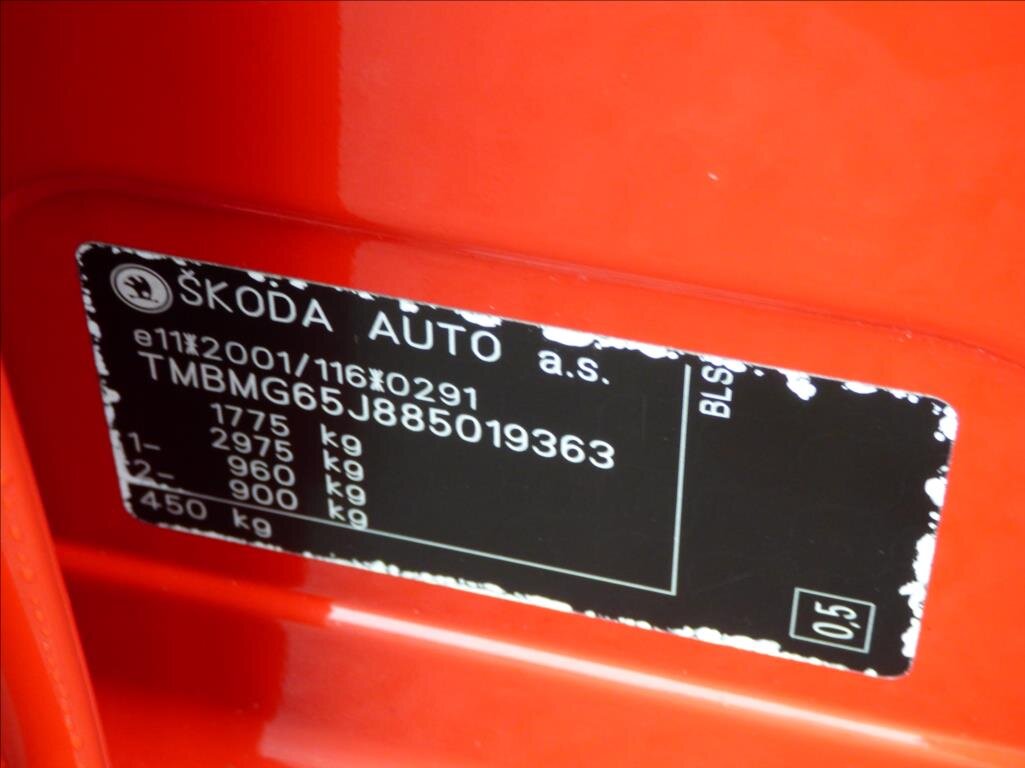 ŠKODA AUTO a.s.
e11*2001/116*0291
TMBMG65J885019363
1775 kg
2975 kg
1- 960 kg
2- 900 kg
450 kg
BLS
0,5